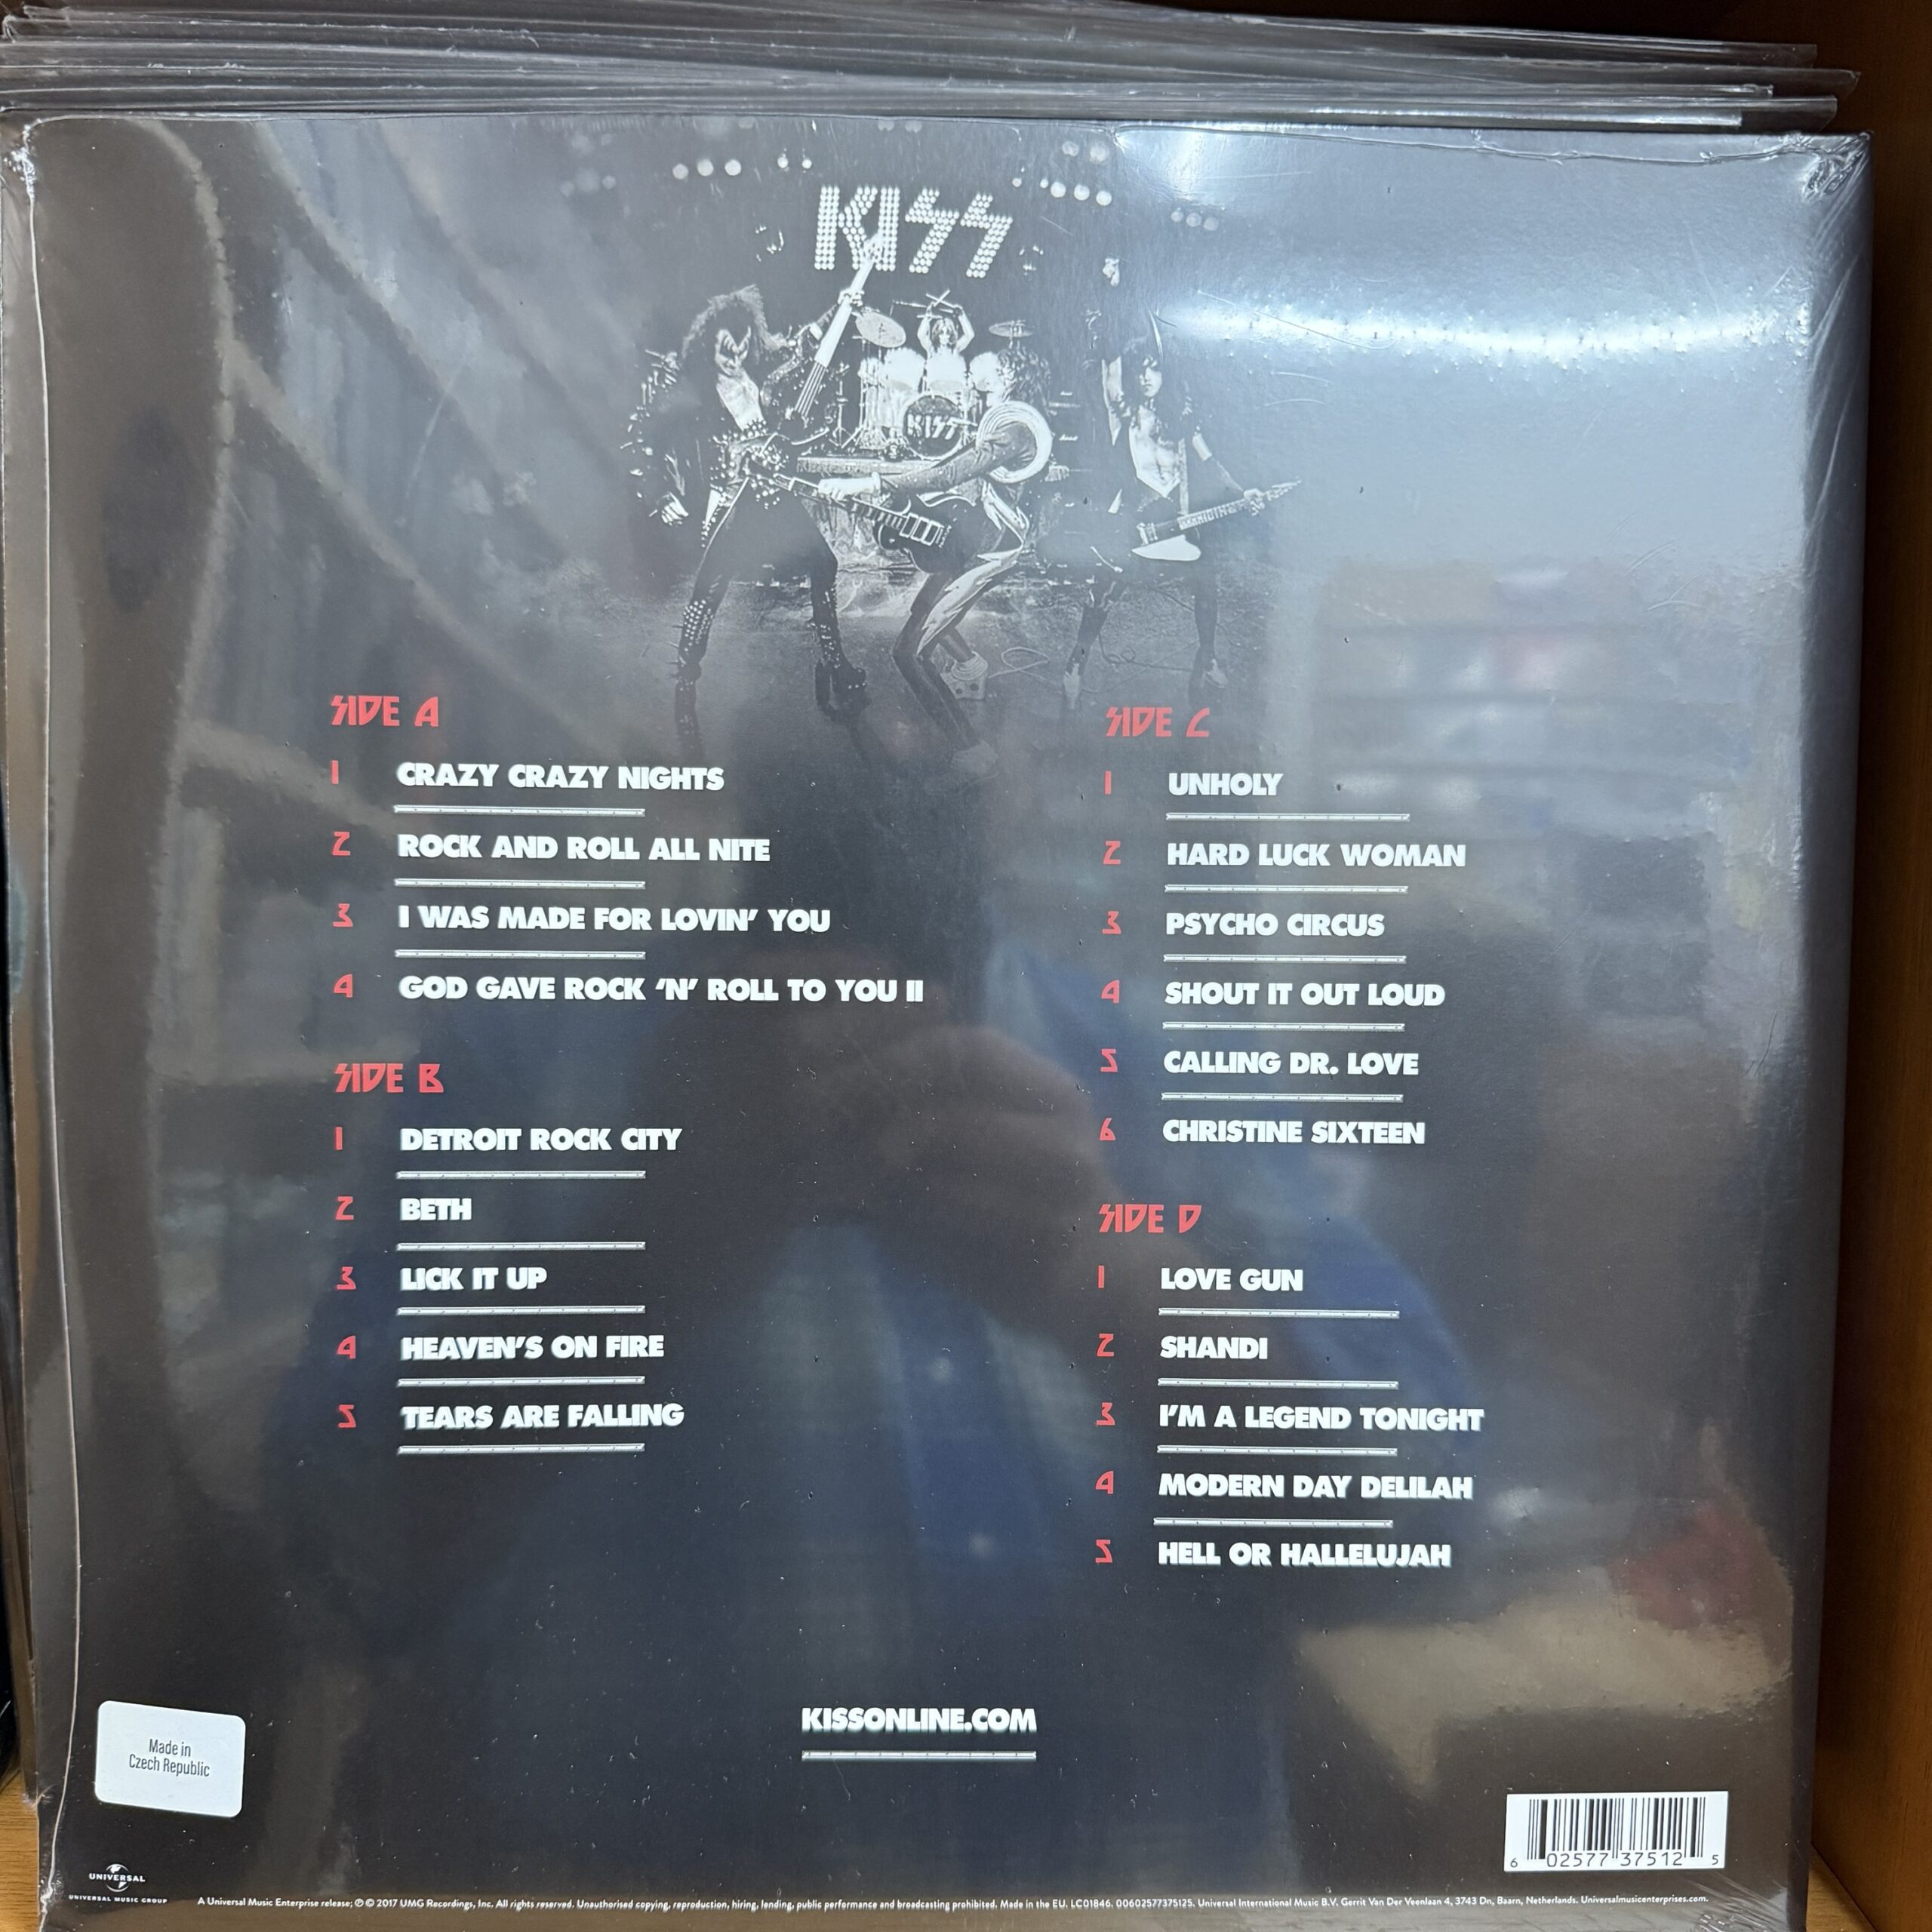 KISS
KISS
SIDE A
1 CRAZY CRAZY NIGHTS
2 ROCK AND ROLL ALL NITE
3 I WAS MADE FOR LOVIN' YOU
4 GOD GAVE ROCK 'N' ROLL TO YOU II
SIDE B
1 DETROIT ROCK CITY
2 BETH
3 LICK IT UP
4 HEAVEN'S ON FIRE
5 TEARS ARE FALLING
SIDE C
1 UNHOLY
2 HARD LUCK WOMAN
3 PSYCHO CIRCUS
4 SHOUT IT OUT LOUD
5 CALLING DR. LOVE
6 CHRISTINE SIXTEEN
SIDE D
1 LOVE GUN
2 SHANDI
3 I'M A LEGEND TONIGHT
4 MODERN DAY DELILAH
5 HELL OR HALLELUJAH
KISSONLINE.COM
Made in
Czech Republic
6 02577 37512 5
UNIVERSAL
UNIVERSAL MUSIC GROUP
A Universal Music Enterprise release; ℗ © 2017 UMG Recordings, Inc. All rights reserved. Unauthorised copying, reproduction, hiring, lending, public performance and broadcasting prohibited. Made in the EU. LC01846. 00602577375125. Universal International Music B.V. Gerrit Van Der Veenlaan 4, 3743 Dn, Baarn, Netherlands. Universalmusicenterprises.com.